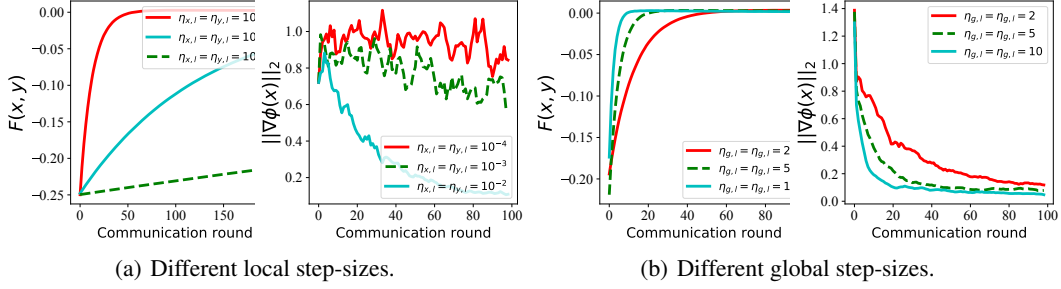 0.00
−0.05
−0.10
−0.15
−0.20
−0.25
F(x, y)
0 50 100 150
Communication round
ηx,l = ηy,l = 10
ηx,l = ηy,l = 10
ηx,l = ηy,l = 10
1.0
0.8
0.6
0.4
0.2
||∇ϕ(x)||2
0 20 40 60 80 100
Communication round
ηx,l = ηy,l = 10−4
ηx,l = ηy,l = 10−3
ηx,l = ηy,l = 10−2
(a) Different local step-sizes.
0.00
−0.05
−0.10
−0.15
−0.20
F(x, y)
0 20 40 60 80
Communication round
ηg,l = ηg,l = 2
ηg,l = ηg,l = 5
ηg,l = ηg,l = 1
1.4
1.2
1.0
0.8
0.6
0.4
0.2
0.0
||∇ϕ(x)||2
0 20 40 60 80 100
Communication round
ηg,l = ηg,l = 2
ηg,l = ηg,l = 5
ηg,l = ηg,l = 10
(b) Different global step-sizes.